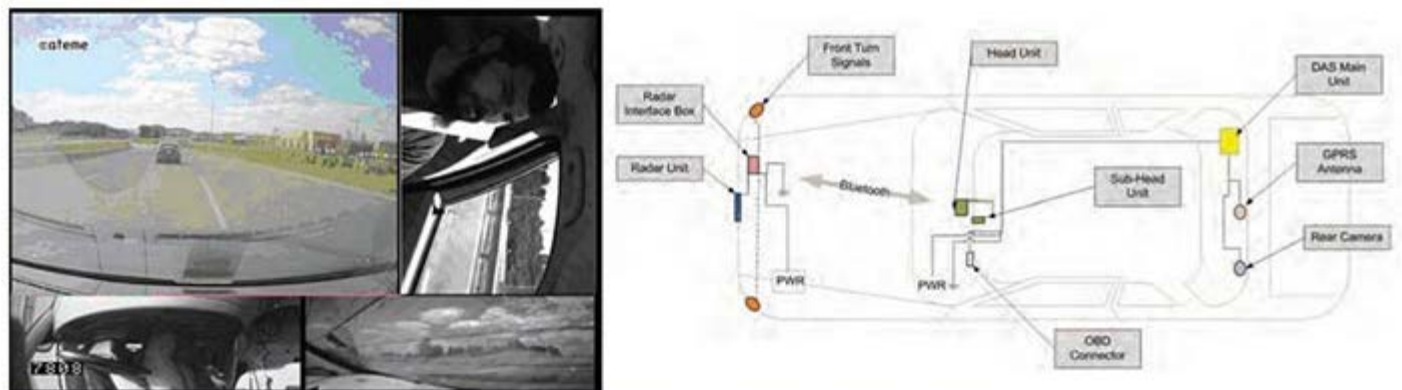 cateme
7808
Front Turn
Signals
Head Unit
DAS Main
Unit
Radar
Interface Box
Radar Unit
GPRS
Antenna
Bluetooth
Sub-Head
Unit
Rear Camera
PWR
PWR
OBD
Connector